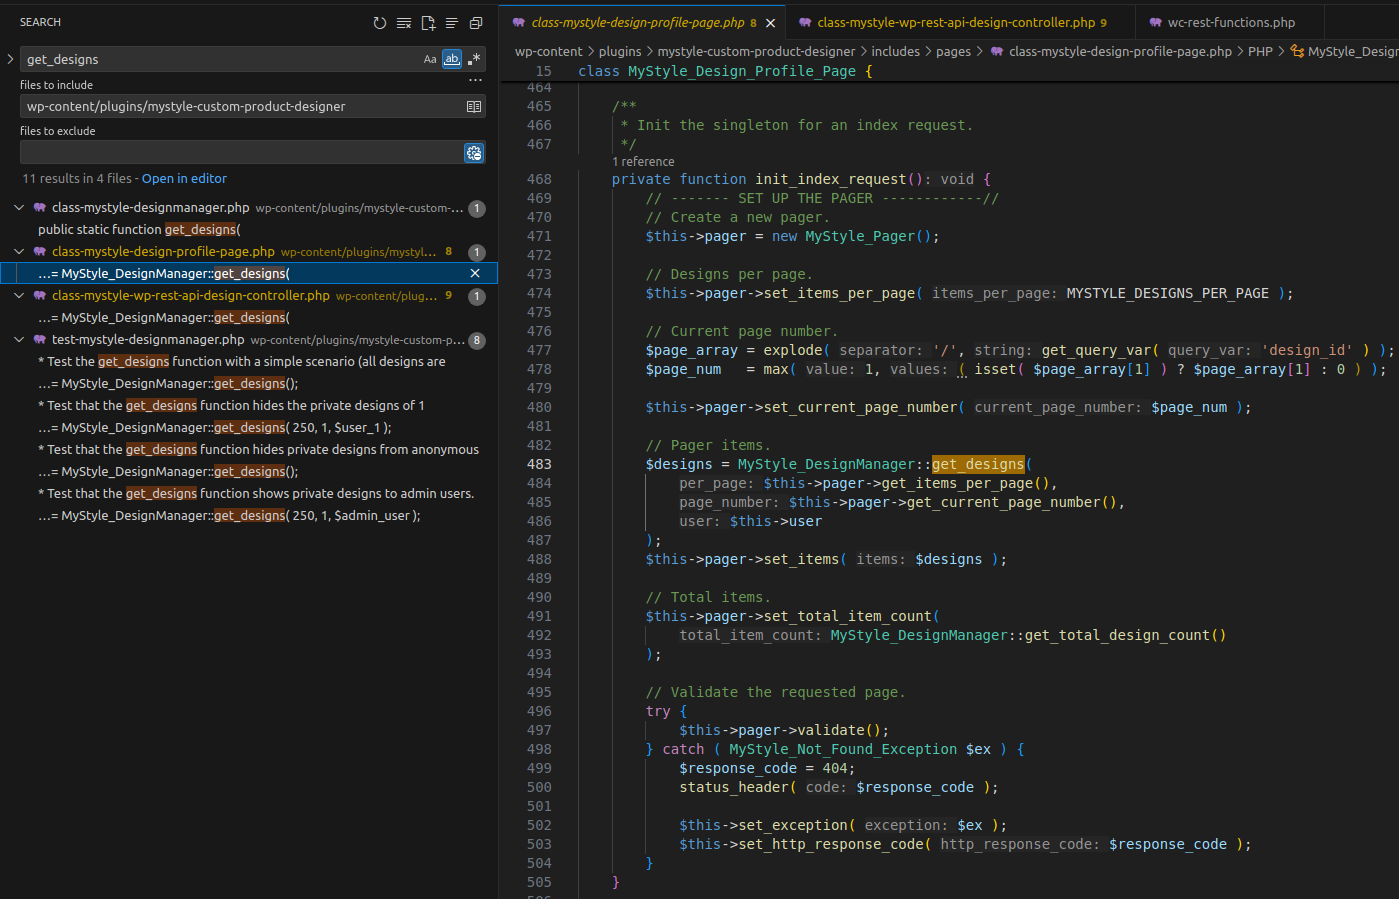 SEARCH
get_designs
Aa ab .*
...
files to include
wp-content/plugins/mystyle-custom-product-designer
files to exclude
11 results in 4 files - Open in editor
class-mystyle-designmanager.php wp-content/plugins/mystyle-custom-... 1
public static function get_designs(
class-mystyle-design-profile-page.php wp-content/plugins/mystyl... 8 1
...= MyStyle_DesignManager::get_designs(
class-mystyle-wp-rest-api-design-controller.php wp-content/plug... 9 1
...= MyStyle_DesignManager::get_designs(
test-mystyle-designmanager.php wp-content/plugins/mystyle-custom-p... 8
* Test the get_designs function with a simple scenario (all designs are
...= MyStyle_DesignManager::get_designs();
* Test that the get_designs function hides the private designs of 1
...= MyStyle_DesignManager::get_designs( 250, 1, $user_1 );
* Test that the get_designs function hides private designs from anonymous
...= MyStyle_DesignManager::get_designs();
* Test that the get_designs function shows private designs to admin users.
...= MyStyle_DesignManager::get_designs( 250, 1, $admin_user );
class-mystyle-design-profile-page.php 8
class-mystyle-wp-rest-api-design-controller.php 9
wc-rest-functions.php
wp-content > plugins > mystyle-custom-product-designer > includes > pages > class-mystyle-design-profile-page.php > PHP > MyStyle_Design
15 class MyStyle_Design_Profile_Page {
464
465 /**
466 * Init the singleton for an index request.
467 */
1 reference
468 private function init_index_request(): void {
469 // ------- SET UP THE PAGER ------------//
470 // Create a new pager.
471 $this->pager = new MyStyle_Pager();
472
473 // Designs per page.
474 $this->pager->set_items_per_page( items_per_page: MYSTYLE_DESIGNS_PER_PAGE );
475
476 // Current page number.
477 $page_array = explode( separator: '/', string: get_query_var( query_var: 'design_id' ) );
478 $page_num   = max( value: 1, values: ( isset( $page_array[1] ) ? $page_array[1] : 0 ) );
479
480 $this->pager->set_current_page_number( current_page_number: $page_num );
481
482 // Pager items.
483 $designs = MyStyle_DesignManager::get_designs(
484 per_page: $this->pager->get_items_per_page(),
485 page_number: $this->pager->get_current_page_number(),
486 user: $this->user
487 );
488 $this->pager->set_items( items: $designs );
489
490 // Total items.
491 $this->pager->set_total_item_count(
492 total_item_count: MyStyle_DesignManager::get_total_design_count()
493 );
494
495 // Validate the requested page.
496 try {
497 $this->pager->validate();
498 } catch ( MyStyle_Not_Found_Exception $ex ) {
499 $response_code = 404;
500 status_header( code: $response_code );
501
502 $this->set_exception( exception: $ex );
503 $this->set_http_response_code( http_response_code: $response_code );
504 }
505 }